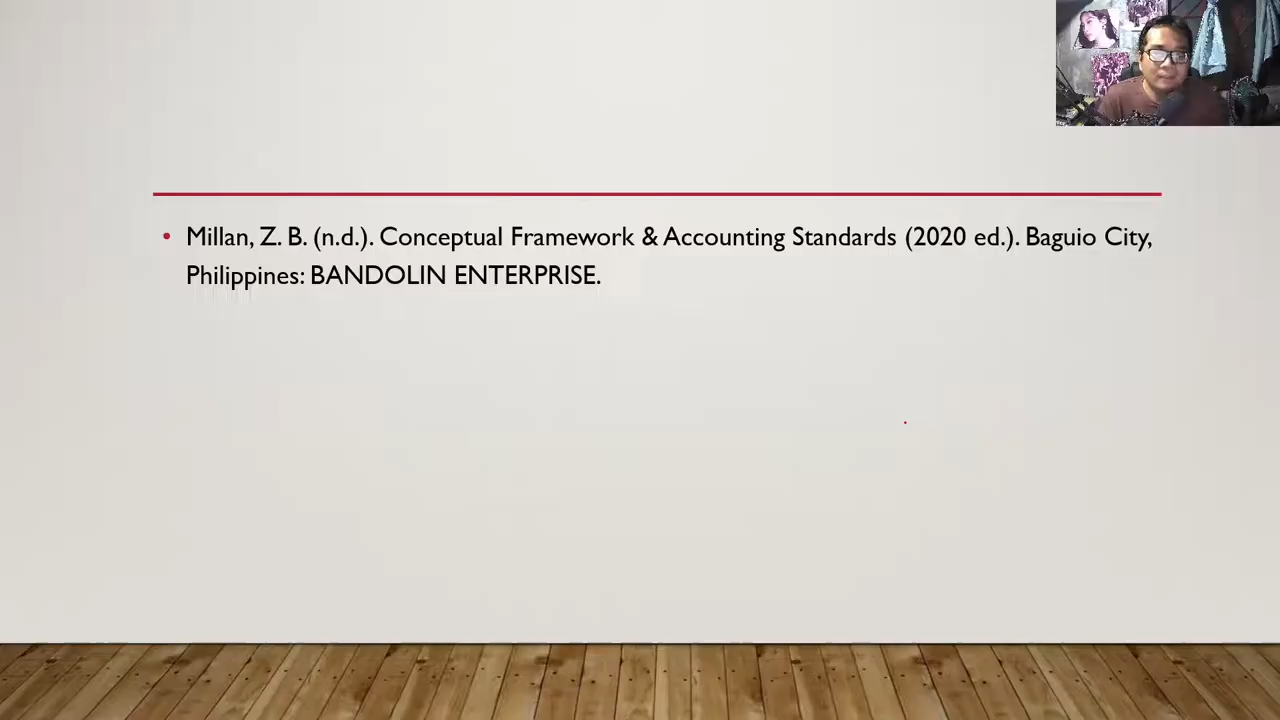 • Millan, Z. B. (n.d.). Conceptual Framework & Accounting Standards (2020 ed.). Baguio City,
Philippines: BANDOLIN ENTERPRISE.